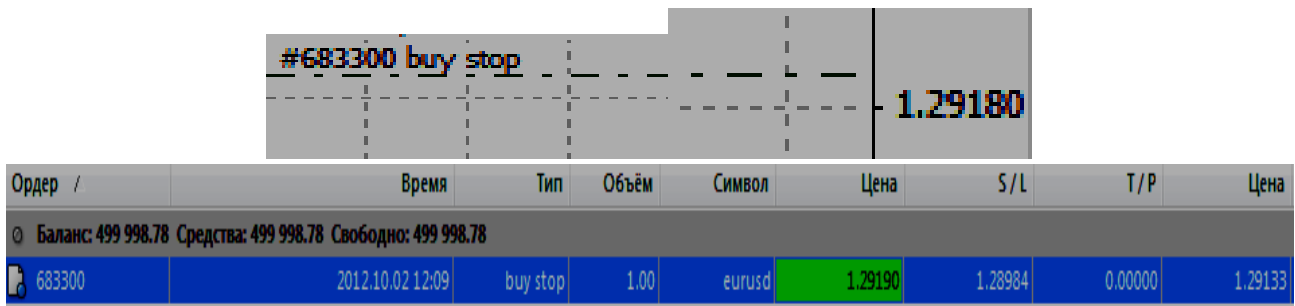 #683300 buy stop
1.29180
Ордер / Время Тип Объём Символ Цена S / L T / P Цена
Баланс: 499 998.78 Средства: 499 998.78 Свободно: 499 998.78
683300 2012.10.02 12:09 buy stop 1.00 eurusd 1.29190 1.28984 0.00000 1.29133